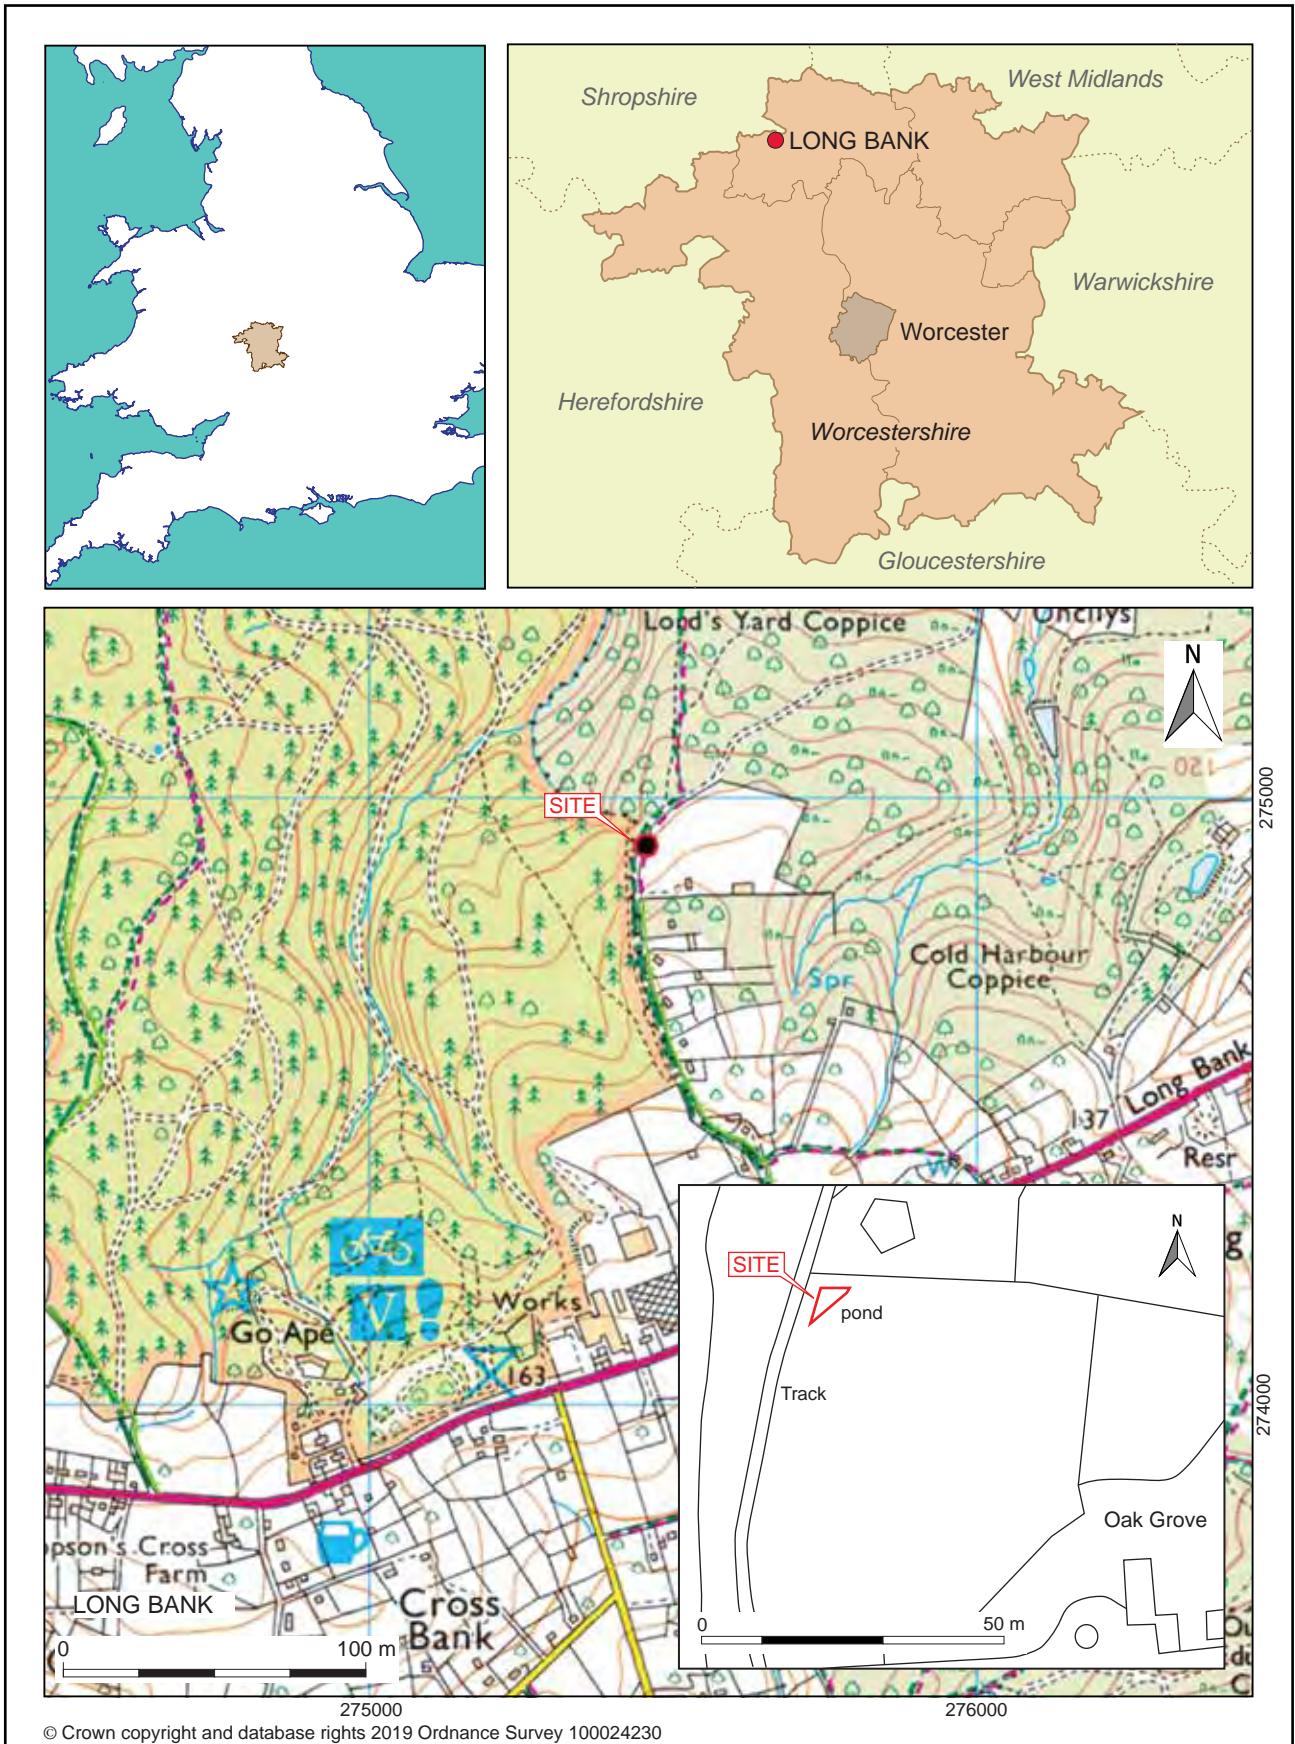 Shropshire
West Midlands
LONG BANK
Warwickshire
Worcester
Herefordshire
Worcestershire
Gloucestershire
Lord's Yard Coppice
N
120
275000
SITE
Cold Harbour
Coppice
Spr
Long Bank
137
Resr
W
Go Ape
V
Works
163
N
SITE
pond
Track
274000
Oak Grove
Farm
Cross
LONG BANK
Cross
Bank
0
100 m
0
50 m
275000
276000
© Crown copyright and database rights 2019 Ordnance Survey 100024230